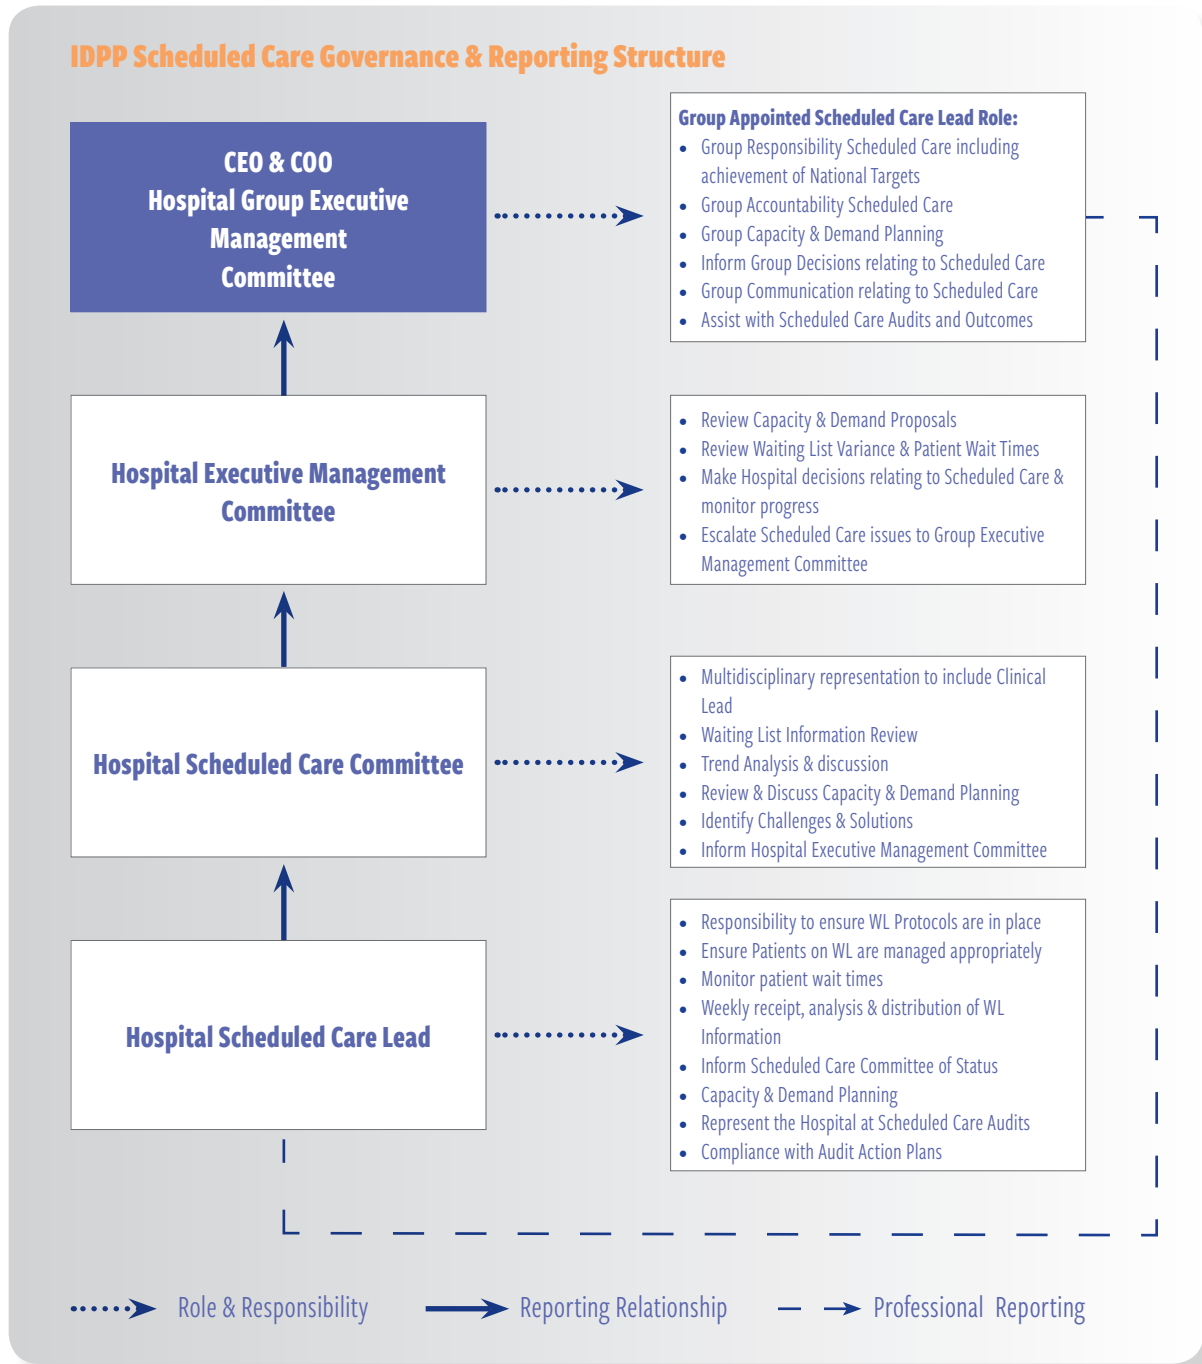 IDPP Scheduled Care Governance & Reporting Structure
CEO & COO
Hospital Group Executive
Management
Committee
Group Appointed Scheduled Care Lead Role:
• Group Responsibility Scheduled Care including
achievement of National Targets
• Group Accountability Scheduled Care
• Group Capacity & Demand Planning
• Inform Group Decisions relating to Scheduled Care
• Group Communication relating to Scheduled Care
• Assist with Scheduled Care Audits and Outcomes
Hospital Executive Management
Committee
• Review Capacity & Demand Proposals
• Review Waiting List Variance & Patient Wait Times
• Make Hospital decisions relating to Scheduled Care &
monitor progress
• Escalate Scheduled Care issues to Group Executive
Management Committee
Hospital Scheduled Care Committee
• Multidisciplinary representation to include Clinical
Lead
• Waiting List Information Review
• Trend Analysis & discussion
• Review & Discuss Capacity & Demand Planning
• Identify Challenges & Solutions
• Inform Hospital Executive Management Committee
Hospital Scheduled Care Lead
• Responsibility to ensure WL Protocols are in place
• Ensure Patients on WL are managed appropriately
• Monitor patient wait times
• Weekly receipt, analysis & distribution of WL
Information
• Inform Scheduled Care Committee of Status
• Capacity & Demand Planning
• Represent the Hospital at Scheduled Care Audits
• Compliance with Audit Action Plans
Role & Responsibility
Reporting Relationship
Professional Reporting